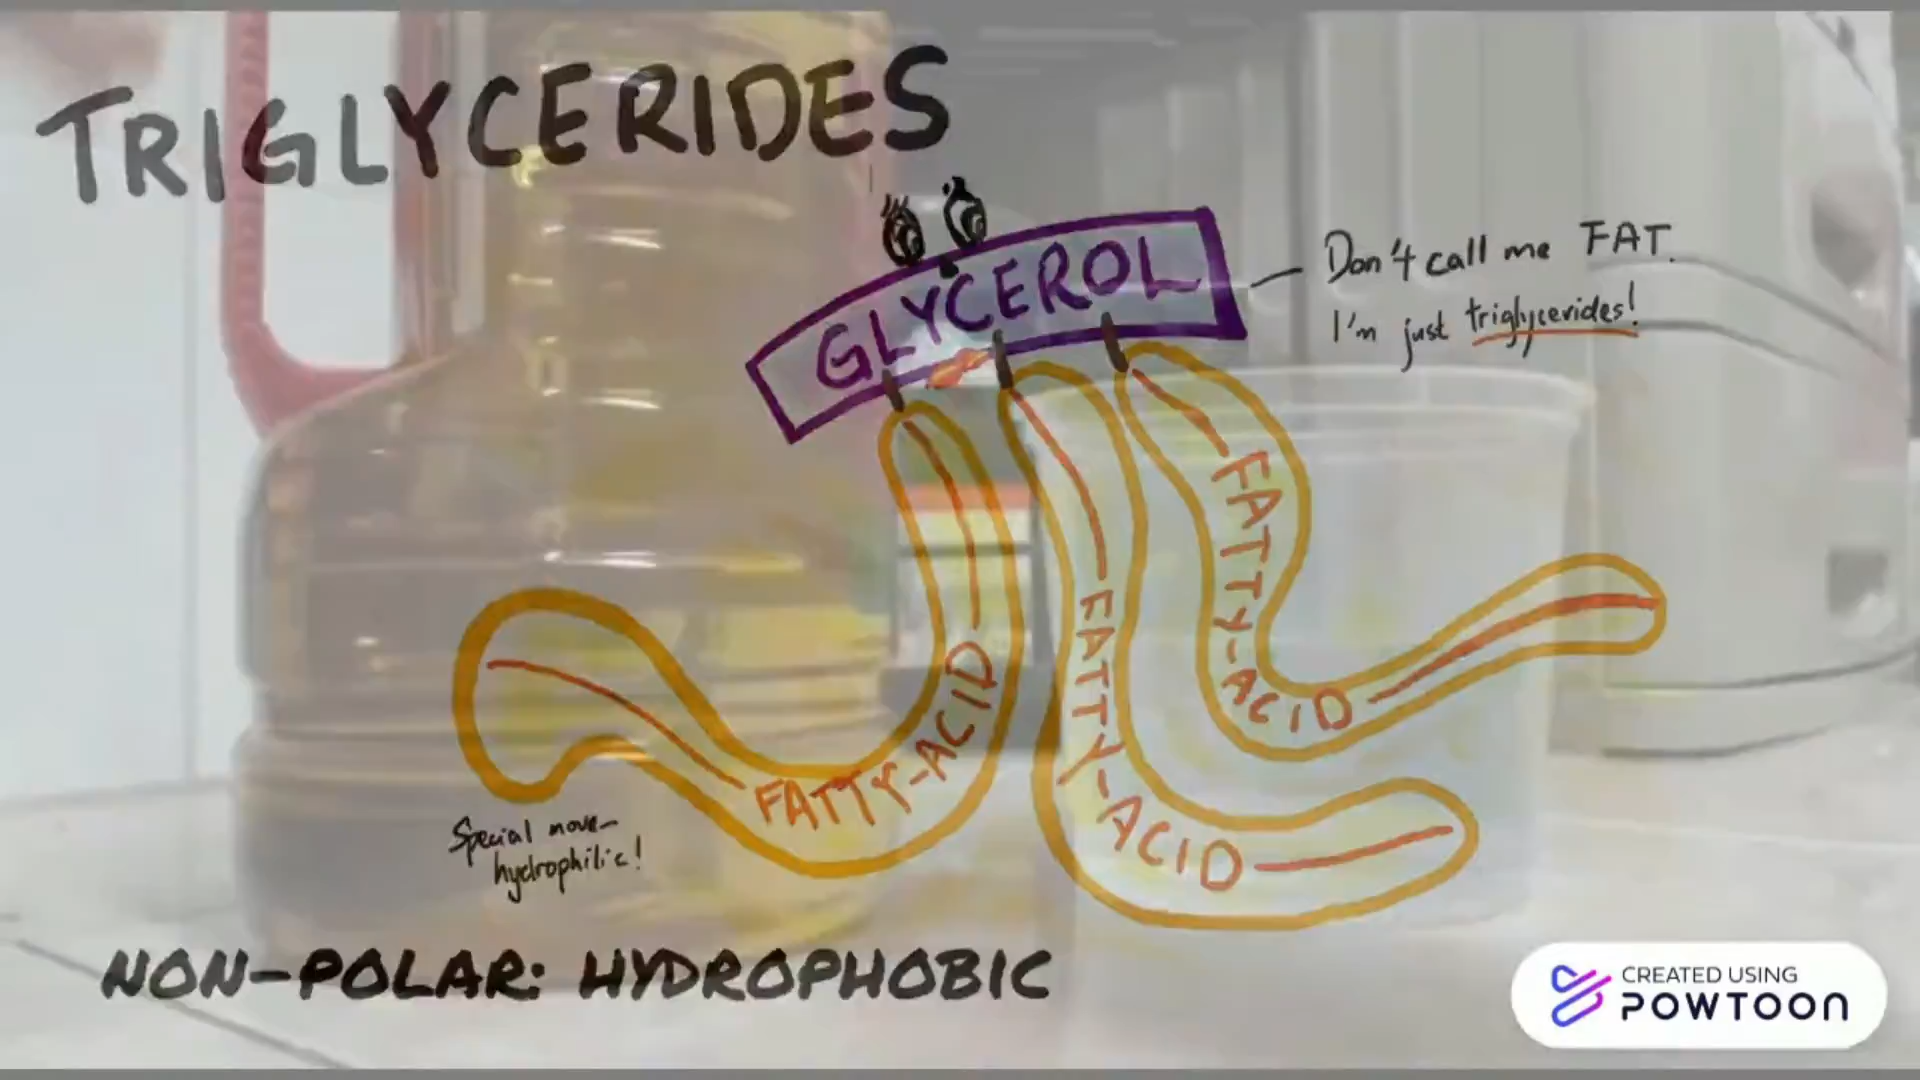 TRIGLYCERIDES
GLYCEROL
Don't call me FAT.
I'm just triglycerides!
FATTY-ACID
FATTY-ACID
FATTY-ACID
Special move-
hydrophilic!
NON-POLAR: HYDROPHOBIC
CREATED USING
POWTOON